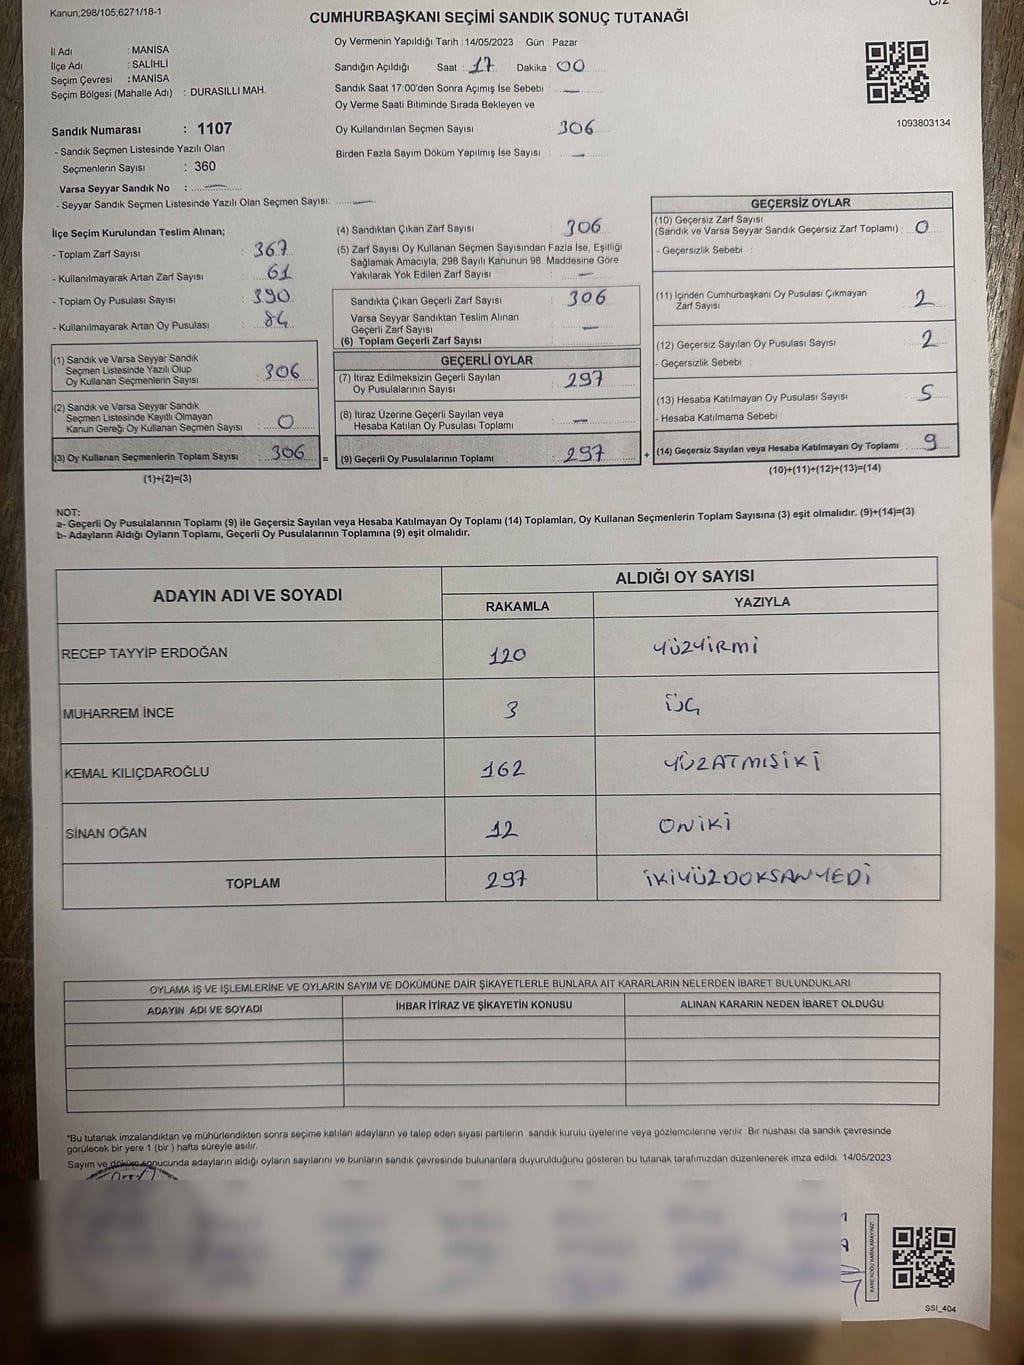 Kanun;298/105;6271/18-1
C/2
CUMHURBAŞKANI SEÇİMİ SANDIK SONUÇ TUTANAĞI
İl Adı : MANİSA
İlçe Adı : SALİHLİ
Seçim Çevresi : MANİSA
Seçim Bölgesi (Mahalle Adı) : DURASILLI MAH.
Sandık Numarası : 1107
- Sandık Seçmen Listesinde Yazılı Olan
Seçmenlerin Sayısı : 360
Varsa Seyyar Sandık No : —
- Seyyar Sandık Seçmen Listesinde Yazılı Olan Seçmen Sayısı: —
Oy Vermenin Yapıldığı Tarih : 14/05/2023 Gün : Pazar
Sandığın Açıldığı Saat : 17 Dakika : 00
Sandık Saat 17:00'den Sonra Açımış İse Sebebi : —
Oy Verme Saati Bitiminde Sırada Bekleyen ve
Oy Kullandırılan Seçmen Sayısı : 306
Birden Fazla Sayım Döküm Yapılmış İse Sayısı : —
1093803134
İlçe Seçim Kurulundan Teslim Alınan;
- Toplam Zarf Sayısı : 367
- Kullanılmayarak Artan Zarf Sayısı : 61
- Toplam Oy Pusulası Sayısı : 390
- Kullanılmayarak Artan Oy Pusulası : 84
(1) Sandık ve Varsa Seyyar Sandık
Seçmen Listesinde Yazılı Olup
Oy Kullanan Seçmenlerin Sayısı : 306
(2) Sandık ve Varsa Seyyar Sandık
Seçmen Listesinde Kayıtlı Olmayan
Kanun Gereği Oy Kullanan Seçmen Sayısı : 0
(3) Oy Kullanan Seçmenlerin Toplam Sayısı : 306 =
(1)+(2)=(3)
(4) Sandıktan Çıkan Zarf Sayısı : 306
(5) Zarf Sayısı Oy Kullanan Seçmen Sayısından Fazla İse, Eşitliği
Sağlamak Amacıyla, 298 Sayılı Kanunun 98. Maddesine Göre
Yakılarak Yok Edilen Zarf Sayısı : —
Sandıkta Çıkan Geçerli Zarf Sayısı : 306
Varsa Seyyar Sandıktan Teslim Alınan
Geçerli Zarf Sayısı : —
(6) Toplam Geçerli Zarf Sayısı
GEÇERLİ OYLAR
(7) İtiraz Edilmeksizin Geçerli Sayılan
Oy Pusulalarının Sayısı : 297
(8) İtiraz Üzerine Geçerli Sayılan veya
Hesaba Katılan Oy Pusulası Toplamı : —
(9) Geçerli Oy Pusulalarının Toplamı : 297 +
GEÇERSİZ OYLAR
(10) Geçersiz Zarf Sayısı
(Sandık ve Varsa Seyyar Sandık Geçersiz Zarf Toplamı) : 0
- Geçersizlik Sebebi :
(11) İçinden Cumhurbaşkanı Oy Pusulası Çıkmayan
Zarf Sayısı 2
(12) Geçersiz Sayılan Oy Pusulası Sayısı : 2
- Geçersizlik Sebebi :
(13) Hesaba Katılmayan Oy Pusulası Sayısı : 5
- Hesaba Katılmama Sebebi :
(14) Geçersiz Sayılan veya Hesaba Katılmayan Oy Toplamı : 9
(10)+(11)+(12)+(13)=(14)
NOT:
a- Geçerli Oy Pusulalarının Toplamı (9) ile Geçersiz Sayılan veya Hesaba Katılmayan Oy Toplamı (14) Toplamları, Oy Kullanan Seçmenlerin Toplam Sayısına (3) eşit olmalıdır. (9)+(14)=(3)
b- Adayların Aldığı Oyların Toplamı, Geçerli Oy Pusulalarının Toplamına (9) eşit olmalıdır.
ADAYIN ADI VE SOYADI ALDIĞI OY SAYISI
RAKAMLA YAZIYLA
RECEP TAYYİP ERDOĞAN 120 YÜZYİRMİ
MUHARREM İNCE 3 ÜÇ
KEMAL KILIÇDAROĞLU 162 YÜZATMIŞİKİ
SİNAN OĞAN 12 ONİKİ
TOPLAM 297 İKİYÜZDOKSANYEDİ
OYLAMA İŞ VE İŞLEMLERİNE VE OYLARIN SAYIM VE DÖKÜMÜNE DAİR ŞİKAYETLERLE BUNLARA AİT KARARLARIN NELERDEN İBARET BULUNDUKLARI
ADAYIN ADI VE SOYADI İHBAR İTİRAZ VE ŞİKAYETİN KONUSU ALINAN KARARIN NEDEN İBARET OLDUĞU
*Bu tutanak imzalandıktan ve mühürlendikten sonra seçime katılan adayların ve talep eden siyasi partilerin sandık kurulu üyelerine veya gözlemcilerine verilir. Bir nüshası da sandık çevresinde
görülecek bir yere 1 (bir ) hafta süreyle asılır.
Sayım ve döküm sonucunda adayların aldığı oyların sayılarını ve bunların sandık çevresinde bulunanlara duyurulduğunu gösteren bu tutanak tarafımızdan düzenlenerek imza edildi. 14/05/2023
KARE KODU KARALAMAYINIZ!
SSI_404